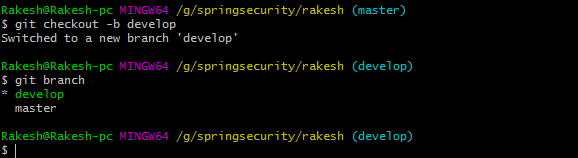 Rakesh@Rakesh-pc MINGW64 /g/springsecurity/rakesh (master)
$ git checkout -b develop
Switched to a new branch 'develop'
Rakesh@Rakesh-pc MINGW64 /g/springsecurity/rakesh (develop)
$ git branch
* develop
  master
Rakesh@Rakesh-pc MINGW64 /g/springsecurity/rakesh (develop)
$